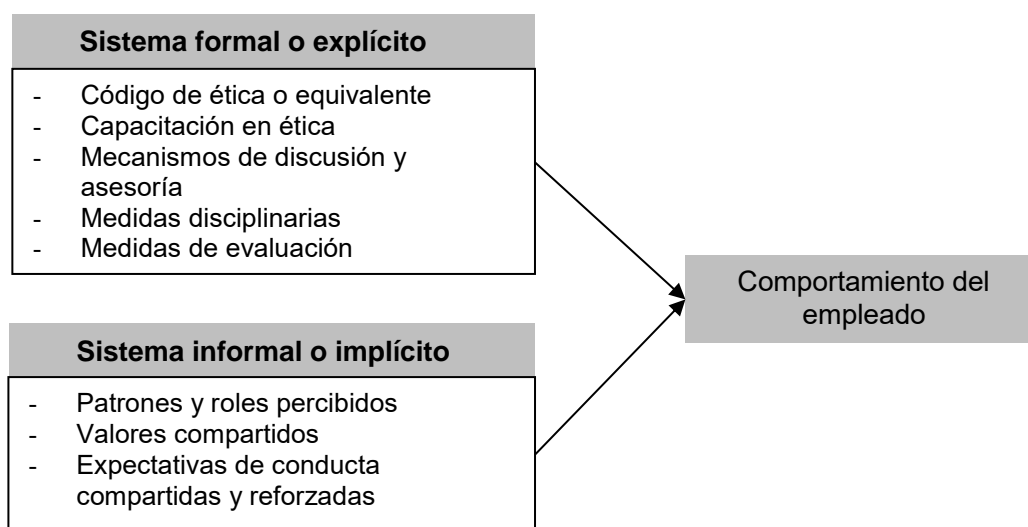 Sistema formal o explícito
- Código de ética o equivalente
- Capacitación en ética
- Mecanismos de discusión y
asesoría
- Medidas disciplinarias
- Medidas de evaluación
Comportamiento del
empleado
Sistema informal o implícito
- Patrones y roles percibidos
- Valores compartidos
- Expectativas de conducta
compartidas y reforzadas